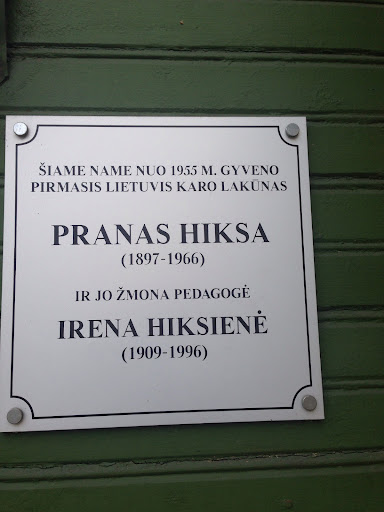 ŠIAME NAME NUO 1955 M. GYVENO
PIRMASIS LIETUVIS KARO LAKŪNAS
PRANAS HIKSA
(1897-1966)
IR JO ŽMONA PEDAGOGĖ
IRENA HIKSIENĖ
(1909-1996)